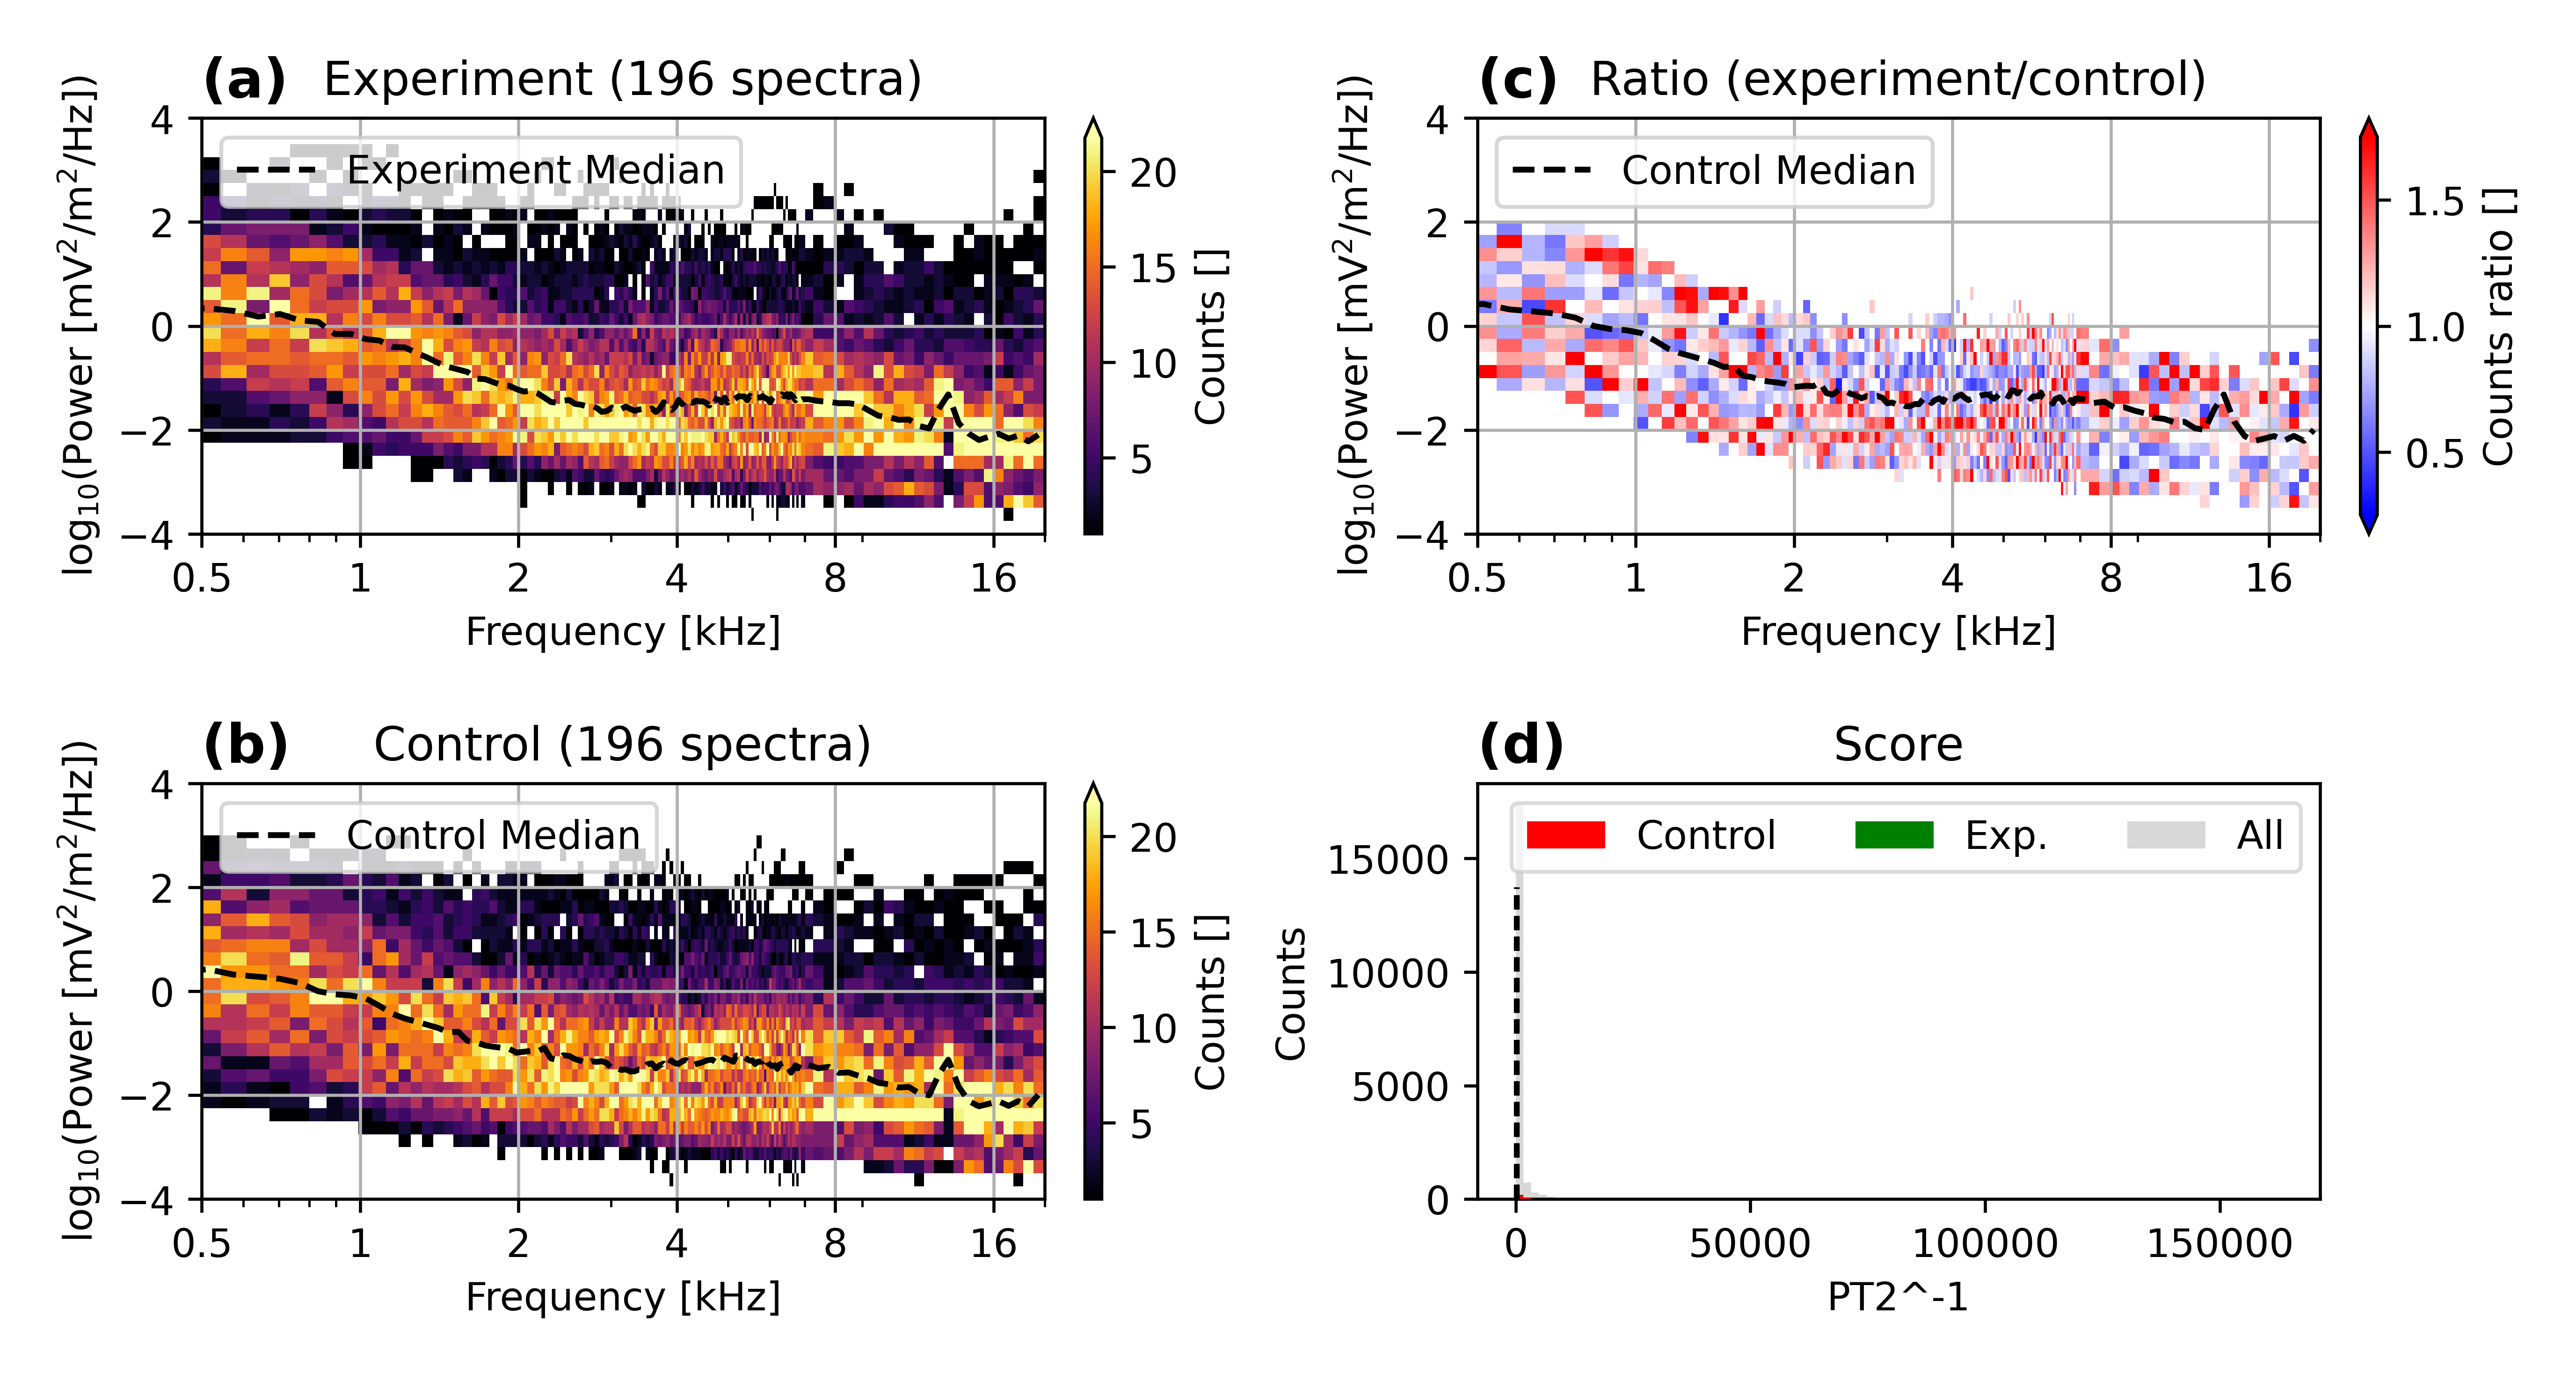 (a) Experiment (196 spectra)
log10(Power [mV²/m²/Hz])
4
2
0
−2
−4
Experiment Median
0.5 1 2 4 8 16
Frequency [kHz]
20
15
10
5
Counts []
(c) Ratio (experiment/control)
log10(Power [mV²/m²/Hz])
4
2
0
−2
−4
Control Median
0.5 1 2 4 8 16
Frequency [kHz]
1.5
1.0
0.5
Counts ratio []
(b) Control (196 spectra)
log10(Power [mV²/m²/Hz])
4
2
0
−2
−4
Control Median
0.5 1 2 4 8 16
Frequency [kHz]
20
15
10
5
Counts []
(d) Score
Counts
15000
10000
5000
0
Control Exp. All
0 50000 100000 150000
PT2^-1